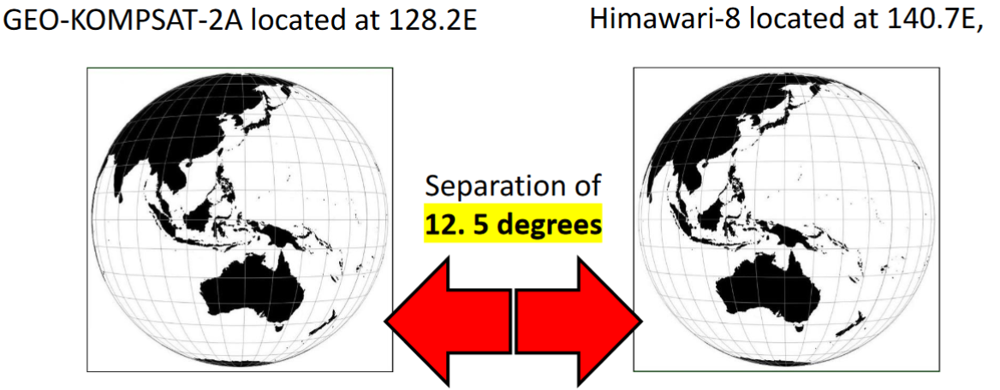 GEO-KOMPSAT-2A located at 128.2E
Himawari-8 located at 140.7E,
Separation of
12. 5 degrees